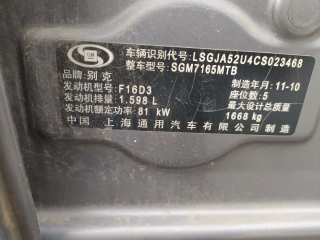 车辆识别代号: LSGJA52U4CS023468
整车型号: SGM7165MTB
品牌: 别克 制造年月: 11-10
发动机型号: F16D3 座位数: 5
发动机排量: 1.598 L 最大设计总质量
发动机额定功率: 81 kW 1668 kg
中国 上海通用汽车有限公司制造